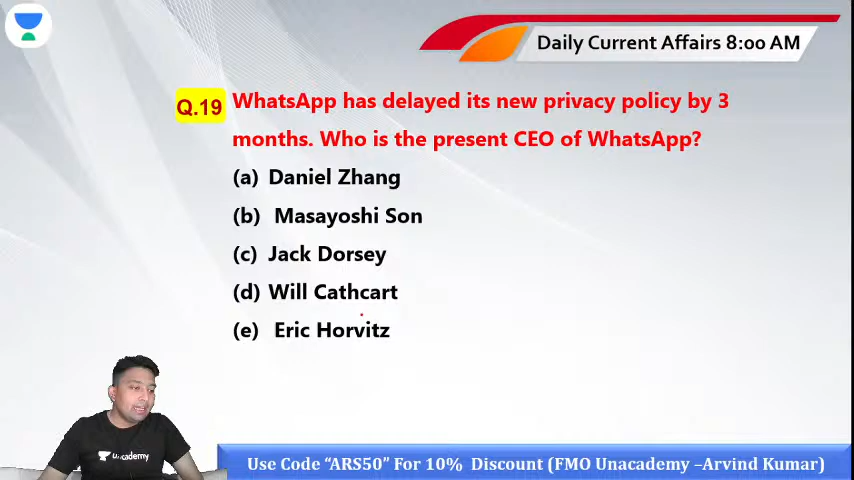 Daily Current Affairs 8:00 AM
Q.19 WhatsApp has delayed its new privacy policy by 3
months. Who is the present CEO of WhatsApp?
(a) Daniel Zhang
(b) Masayoshi Son
(c) Jack Dorsey
(d) Will Cathcart
(e) Eric Horvitz
unacademy
Use Code “ARS50” For 10% Discount (FMO Unacademy –Arvind Kumar)